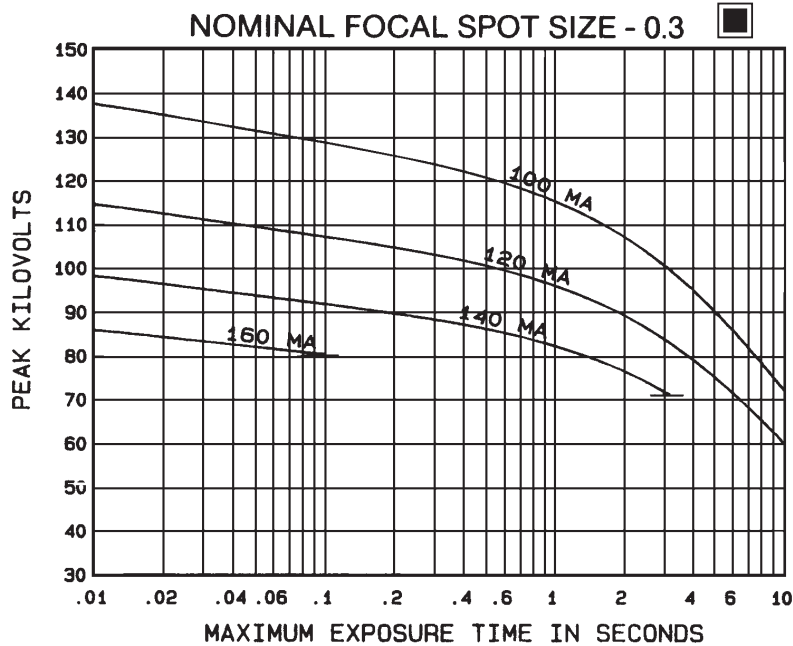 NOMINAL FOCAL SPOT SIZE - 0.3
150
140
130
120
110
100
90
80
70
60
50
40
30
PEAK KILOVOLTS
100 MA
120 MA
140 MA
160 MA
.01 .02 .04 .06 .1 .2 .4 .6 1 2 4 6 10
MAXIMUM EXPOSURE TIME IN SECONDS